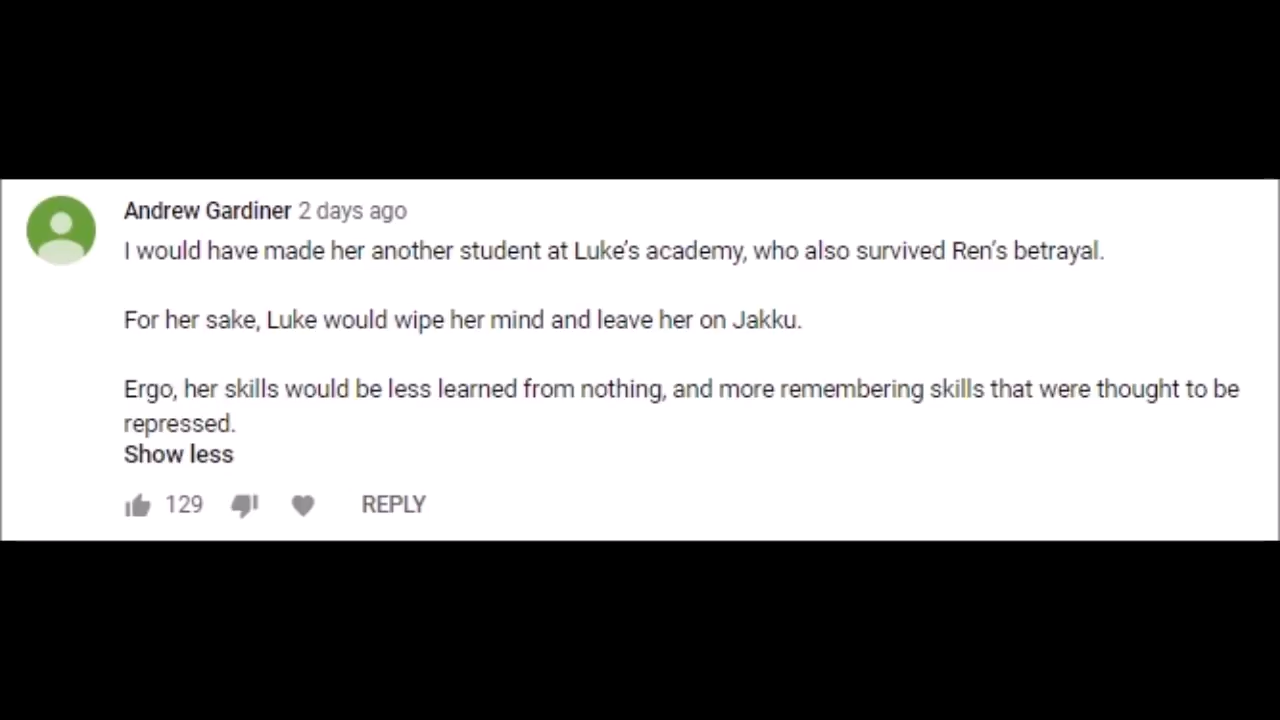 Andrew Gardiner 2 days ago
I would have made her another student at Luke's academy, who also survived Ren's betrayal.
For her sake, Luke would wipe her mind and leave her on Jakku.
Ergo, her skills would be less learned from nothing, and more remembering skills that were thought to be
repressed.
Show less
129 REPLY